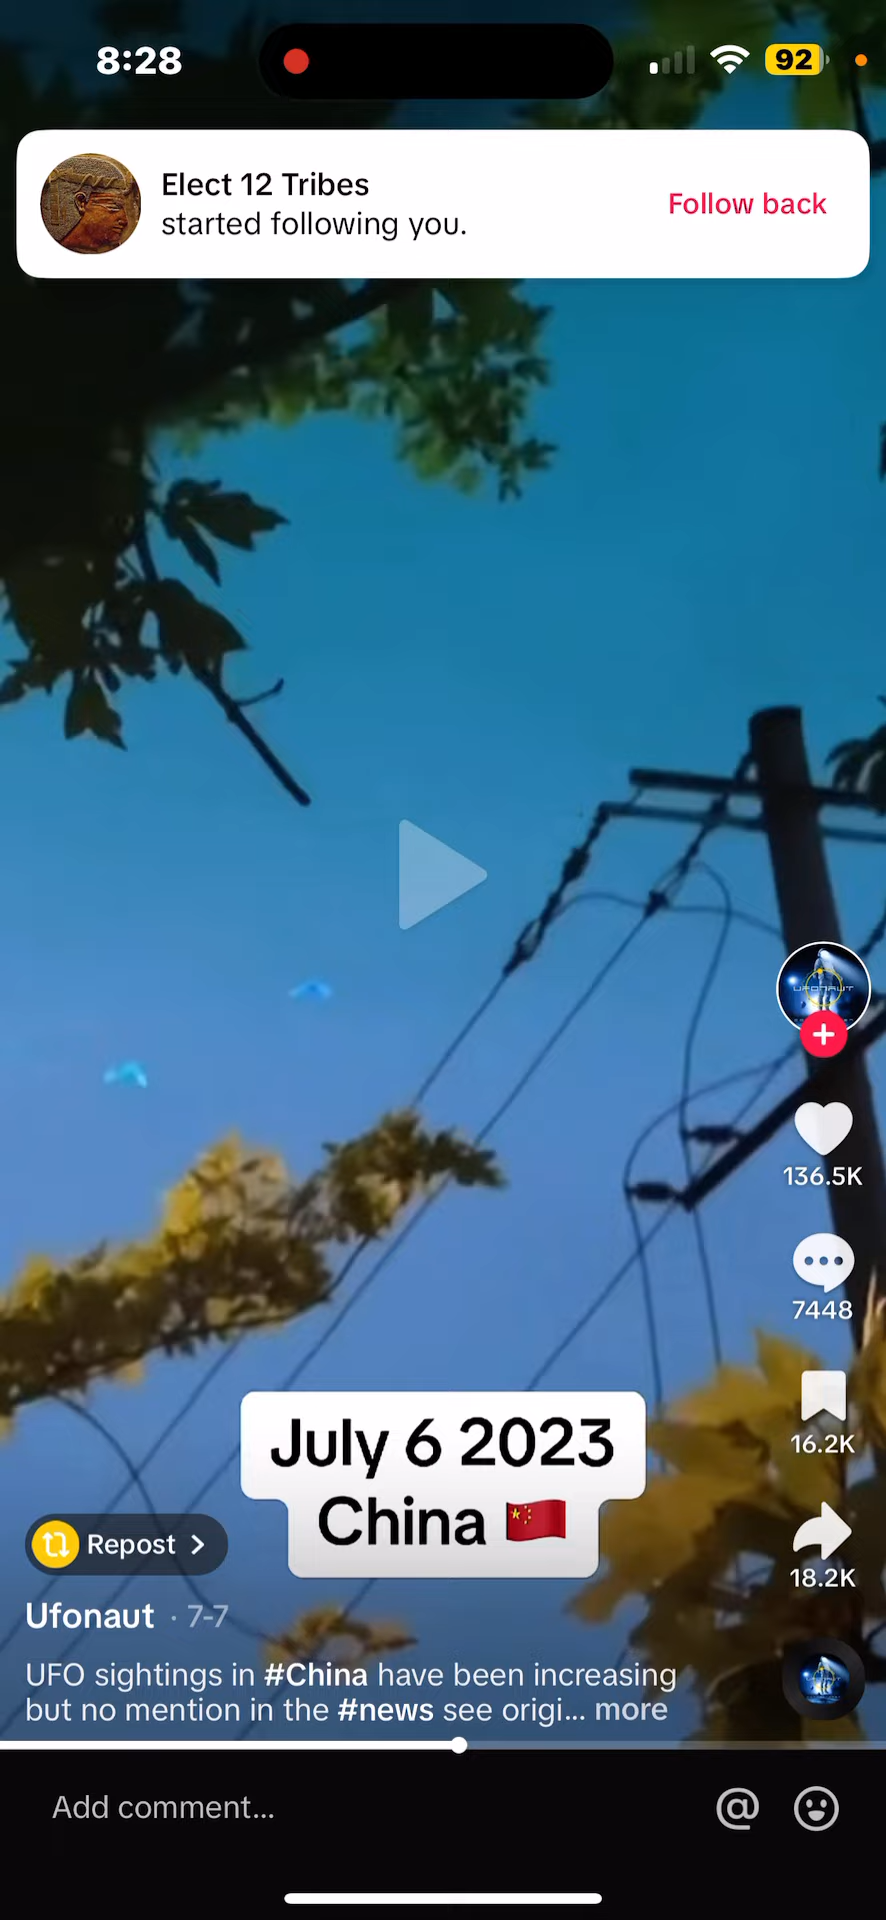 8:28
92
Elect 12 Tribes
started following you.
Follow back
UFONAUT
136.5K
7448
16.2K
18.2K
July 6 2023
China 🇨🇳
Repost >
Ufonaut · 7-7
UFO sightings in #China have been increasing
but no mention in the #news see origi... more
Add comment...
@